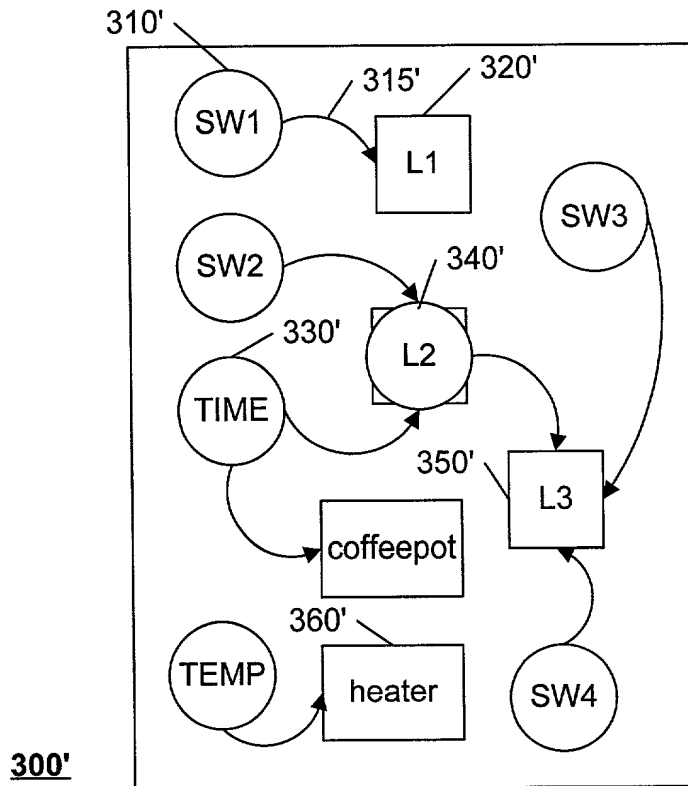 310'
315'
320'
SW1
L1
SW3
SW2
340'
330'
L2
TIME
350'
L3
coffeepot
360'
TEMP
heater
SW4
300'